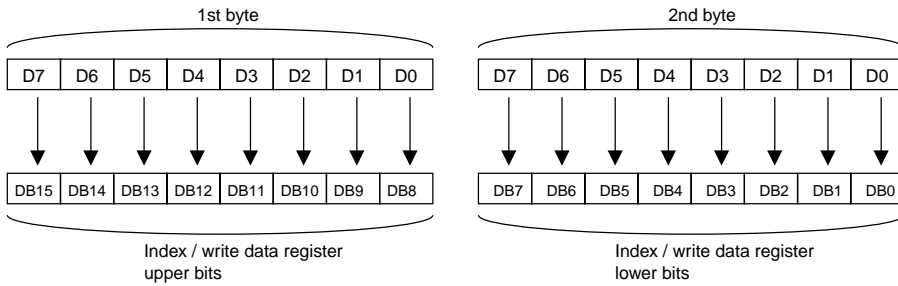 1st byte 2nd byte
D7 D6 D5 D4 D3 D2 D1 D0 D7 D6 D5 D4 D3 D2 D1 D0
DB15 DB14 DB13 DB12 DB11 DB10 DB9 DB8 DB7 DB6 DB5 DB4 DB3 DB2 DB1 DB0
Index / write data register Index / write data register
upper bits lower bits